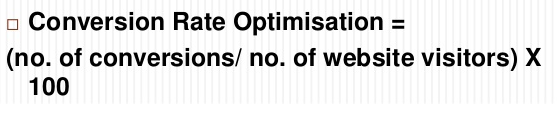 □ Conversion Rate Optimisation =
(no. of conversions/ no. of website visitors) X
100